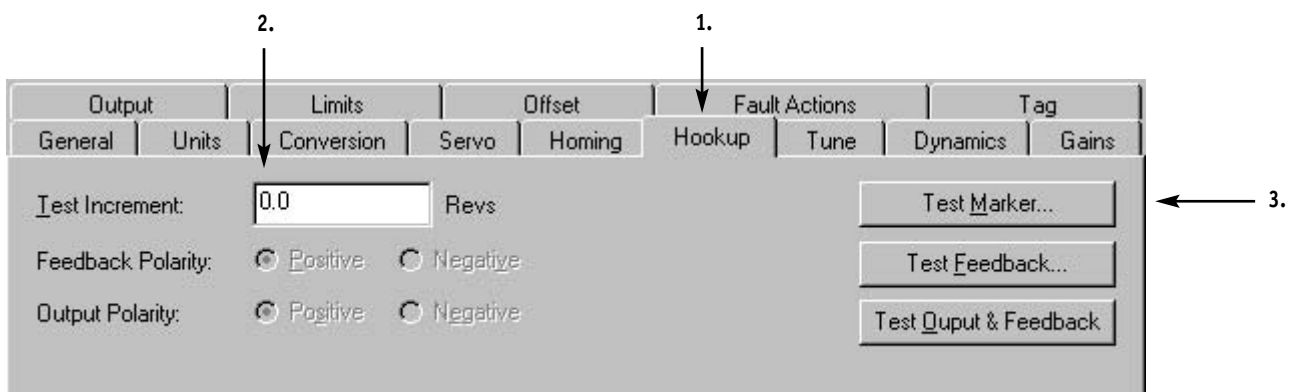 2. 1.
Output Limits Offset Fault Actions Tag
General Units Conversion Servo Homing Hookup Tune Dynamics Gains
Test Increment: 0.0 Revs Test Marker... 3.
Feedback Polarity: Positive Negative Test Feedback...
Output Polarity: Positive Negative Test Ouput & Feedback